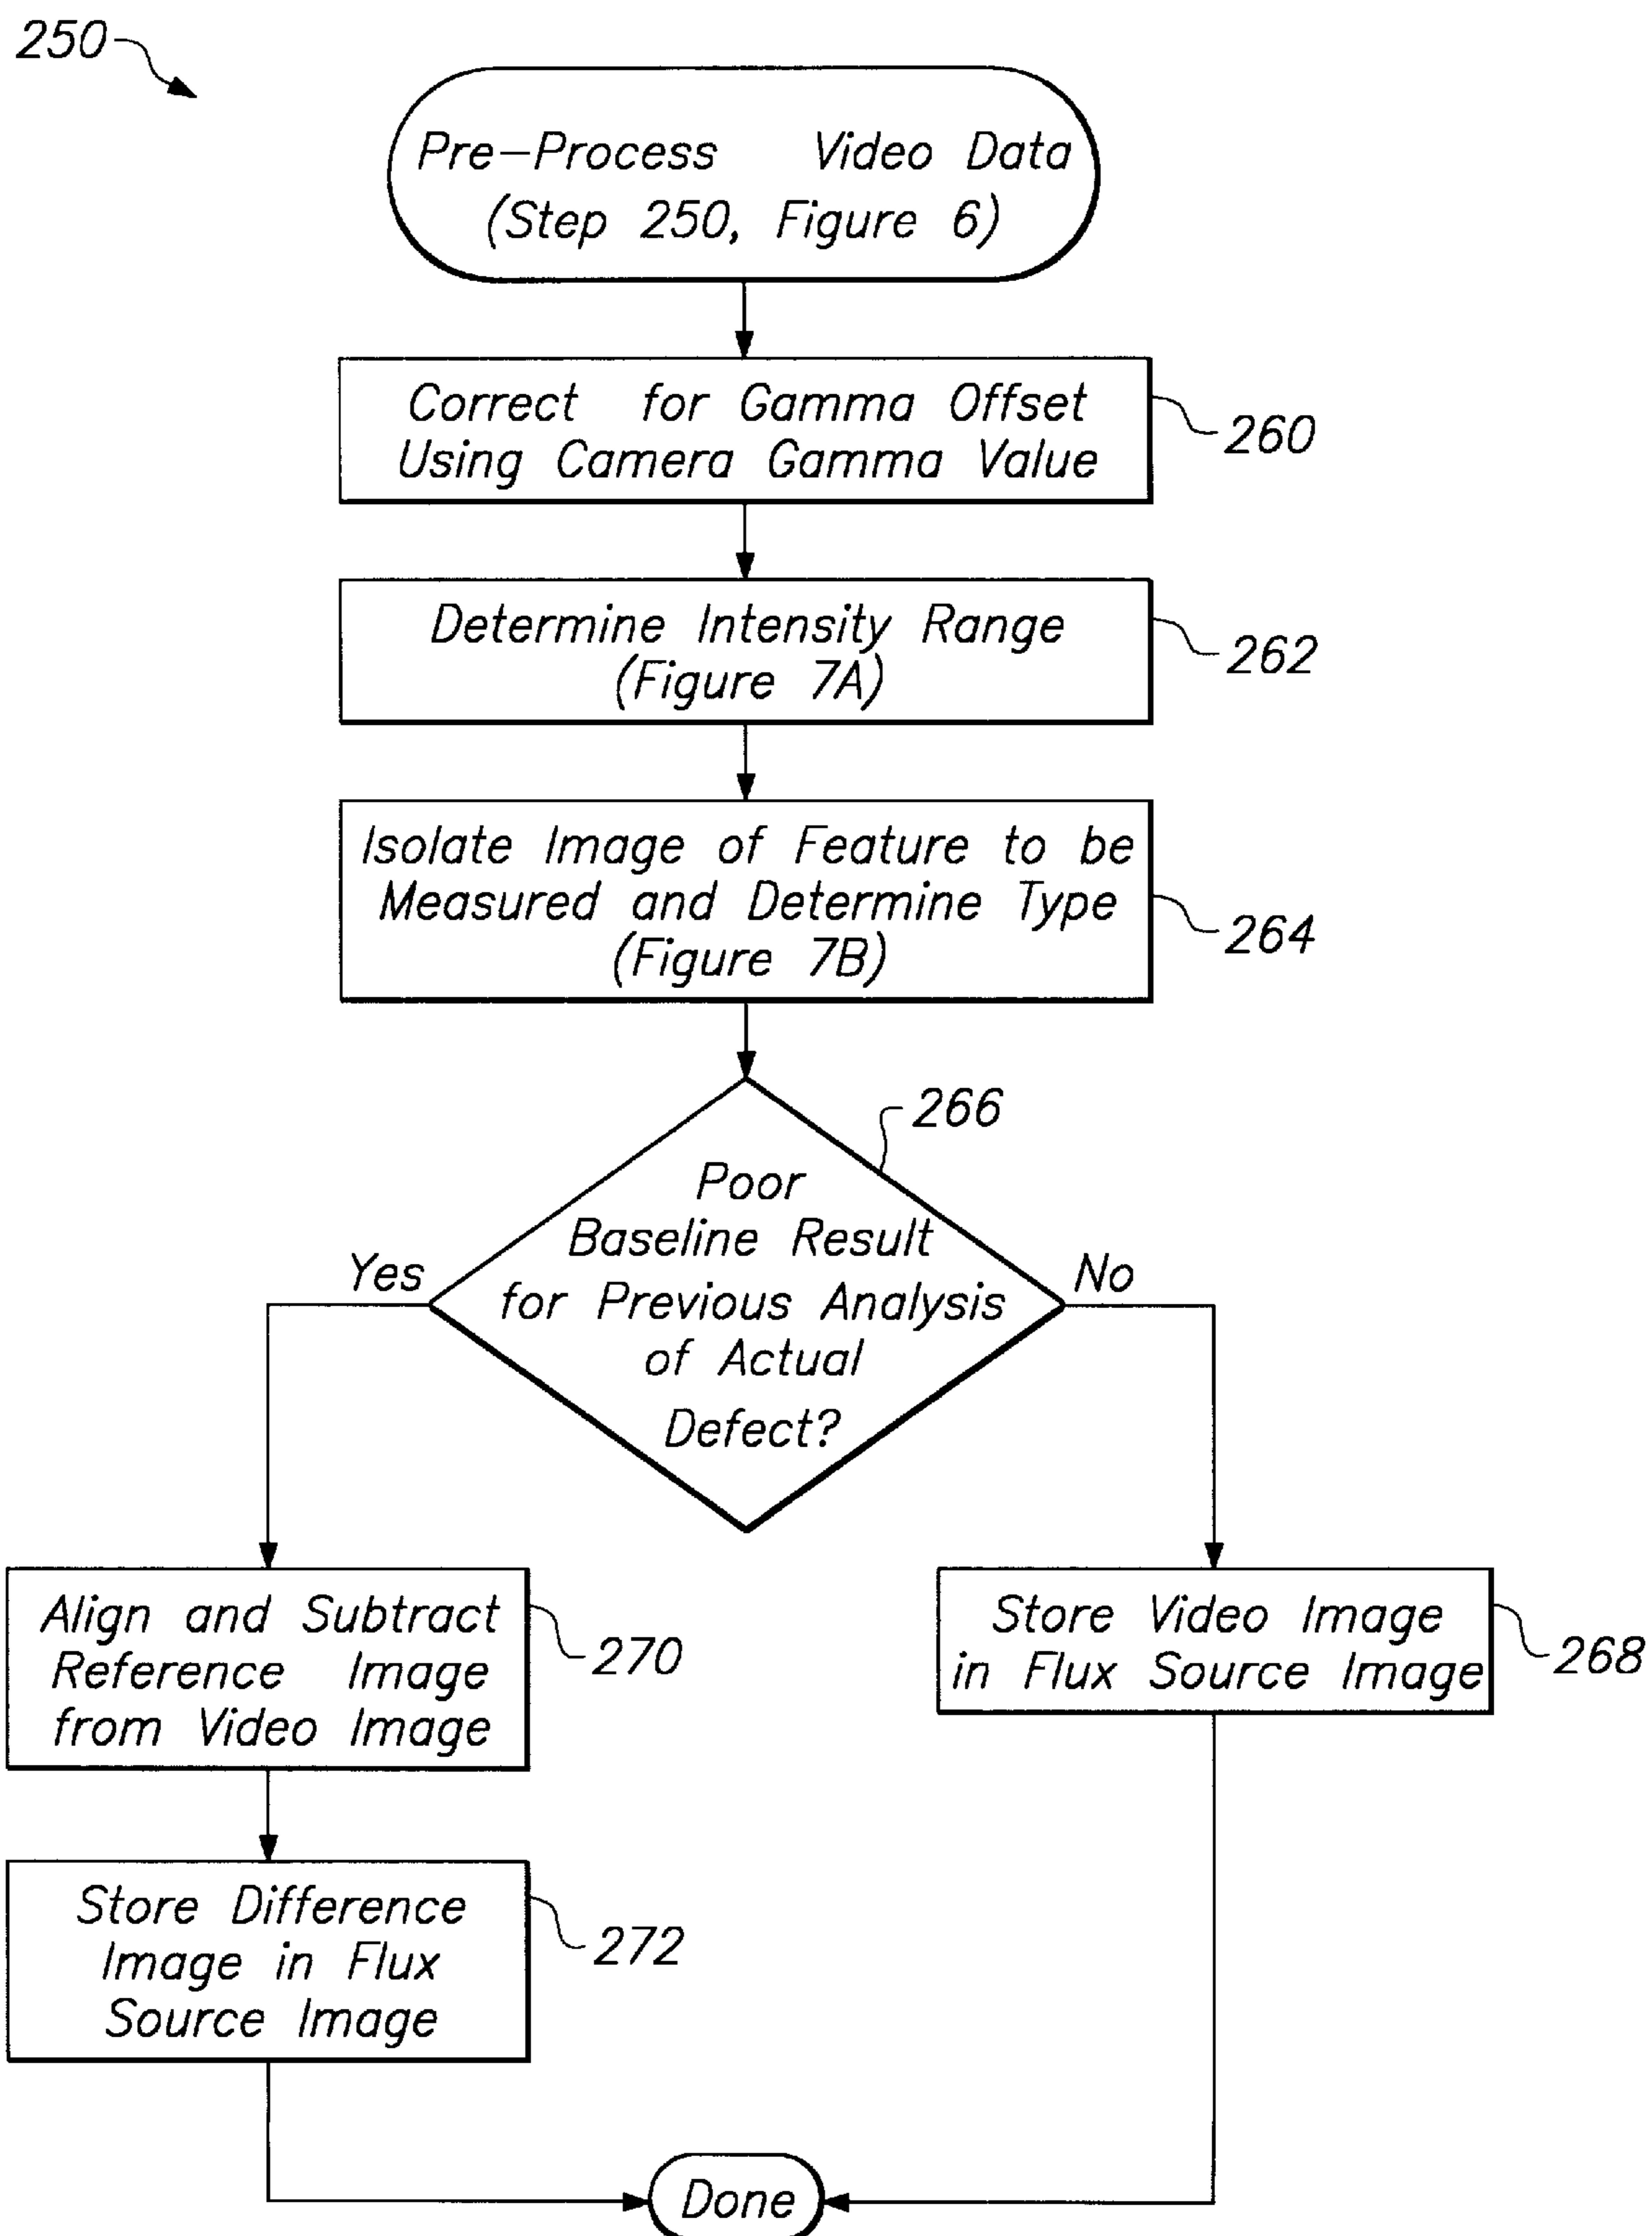 250
Pre-Process Video Data
(Step 250, Figure 6)
Correct for Gamma Offset
Using Camera Gamma Value
260
Determine Intensity Range
(Figure 7A)
262
Isolate Image of Feature to be
Measured and Determine Type
(Figure 7B)
264
266
Poor
Baseline Result
for Previous Analysis
of Actual
Defect?
Yes
No
Align and Subtract
Reference Image
from Video Image
270
Store Video Image
in Flux Source Image
268
Store Difference
Image in Flux
Source Image
272
Done